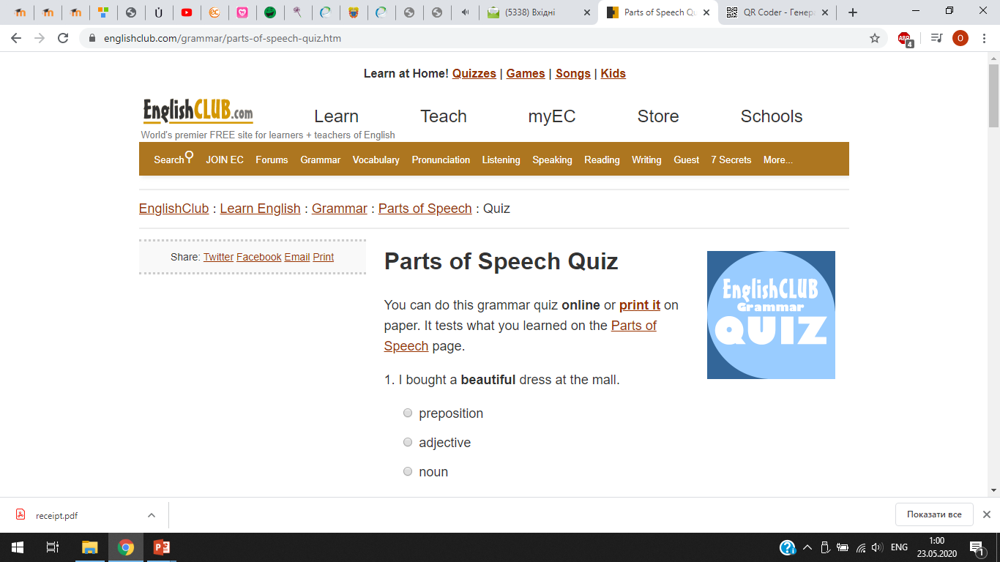 (5338) Вхідні
Parts of Speech Qu
QR Coder - Генера
englishclub.com/grammar/parts-of-speech-quiz.htm
ABP
4
O
Learn at Home! Quizzes | Games | Songs | Kids
EnglishCLUB.com
Learn Teach myEC Store Schools
World's premier FREE site for learners + teachers of English
Search JOIN EC Forums Grammar Vocabulary Pronunciation Listening Speaking Reading Writing Guest 7 Secrets More...
EnglishClub : Learn English : Grammar : Parts of Speech : Quiz
Share: Twitter Facebook Email Print
Parts of Speech Quiz
You can do this grammar quiz online or print it on
paper. It tests what you learned on the Parts of
Speech page.
EnglishCLUB
Grammar
QUIZ
1. I bought a beautiful dress at the mall.
preposition
adjective
noun
receipt.pdf
Показати все
ENG
1:00
23.05.2020
1